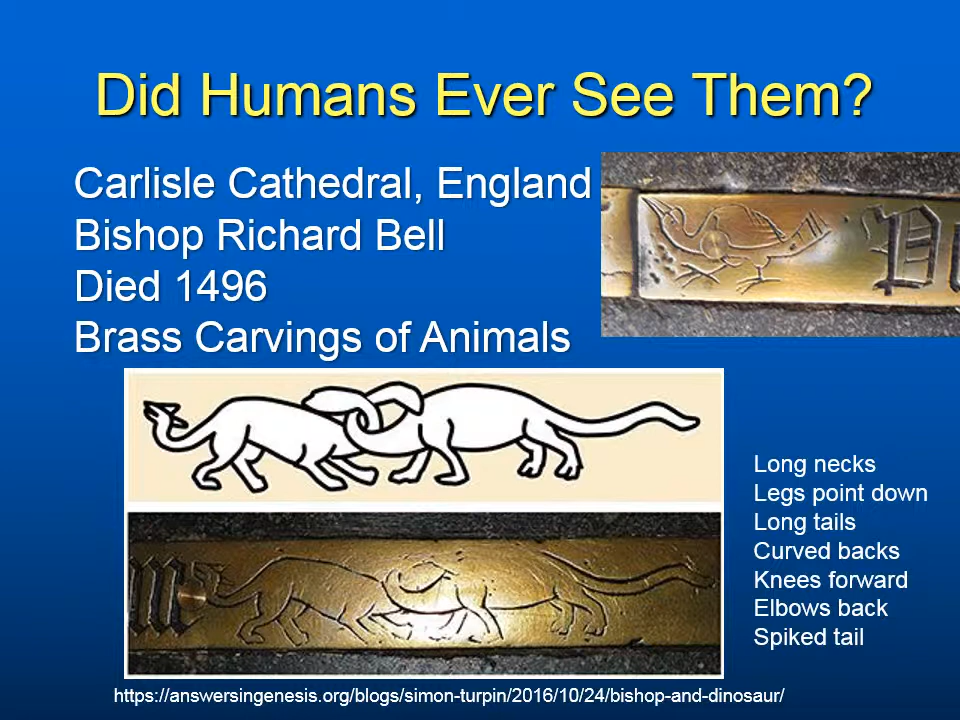 Did Humans Ever See Them?
Carlisle Cathedral, England
Bishop Richard Bell
Died 1496
Brass Carvings of Animals
Long necks
Legs point down
Long tails
Curved backs
Knees forward
Elbows back
Spiked tail
https://answersingenesis.org/blogs/simon-turpin/2016/10/24/bishop-and-dinosaur/